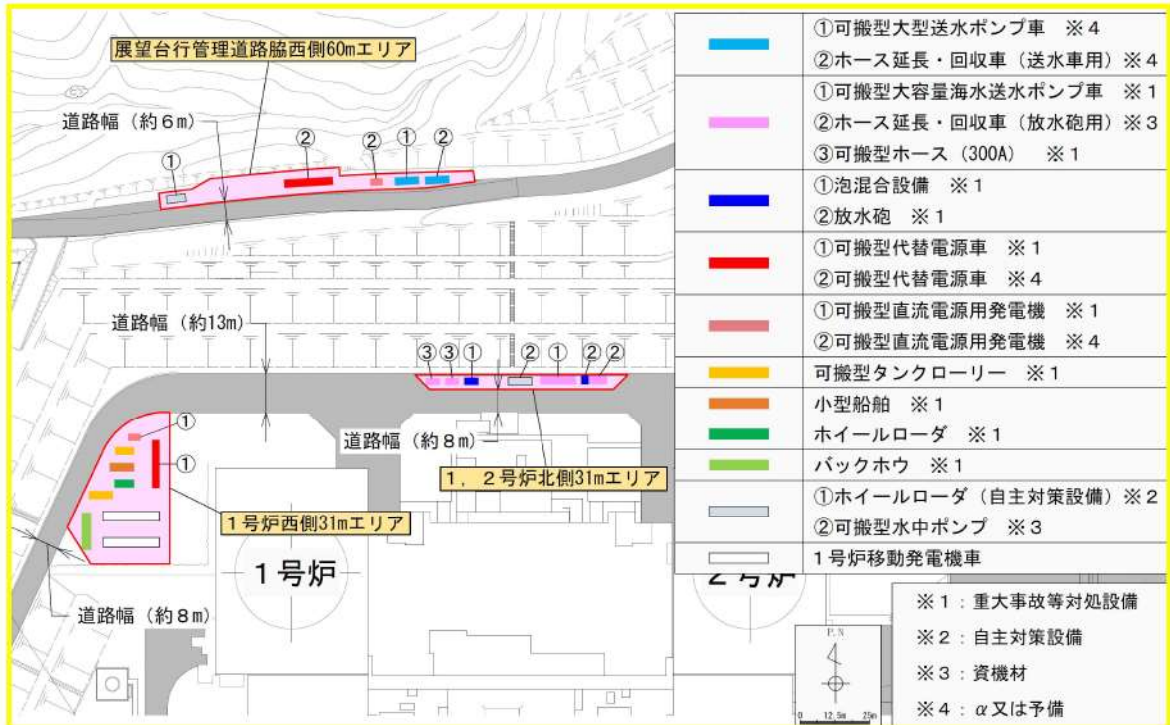 展望台行管理道路脇西側60mエリア
道路幅（約６m）
①
②
②
①
②
道路幅（約13m）
③
③
①
②
①
②
②
道路幅（約８m）
１，２号炉北側31mエリア
①
①
１号炉西側31mエリア
道路幅（約８m）
１号炉
２号炉
P.N
0 12.5m 25m
①可搬型大型送水ポンプ車　※４
②ホース延長・回収車（送水車用）※４
①可搬型大容量海水送水ポンプ車　※１
②ホース延長・回収車（放水砲用）※３
③可搬型ホース（300A）　※１
①泡混合設備　※１
②放水砲　※１
①可搬型代替電源車　※１
②可搬型代替電源車　※４
①可搬型直流電源用発電機　※１
②可搬型直流電源用発電機　※４
可搬型タンクローリー　※１
小型船舶　※１
ホイールローダ　※１
バックホウ　※１
①ホイールローダ（自主対策設備）※２
②可搬型水中ポンプ　※３
１号炉移動発電機車
※１：重大事故等対処設備
※２：自主対策設備
※３：資機材
※４：α又は予備